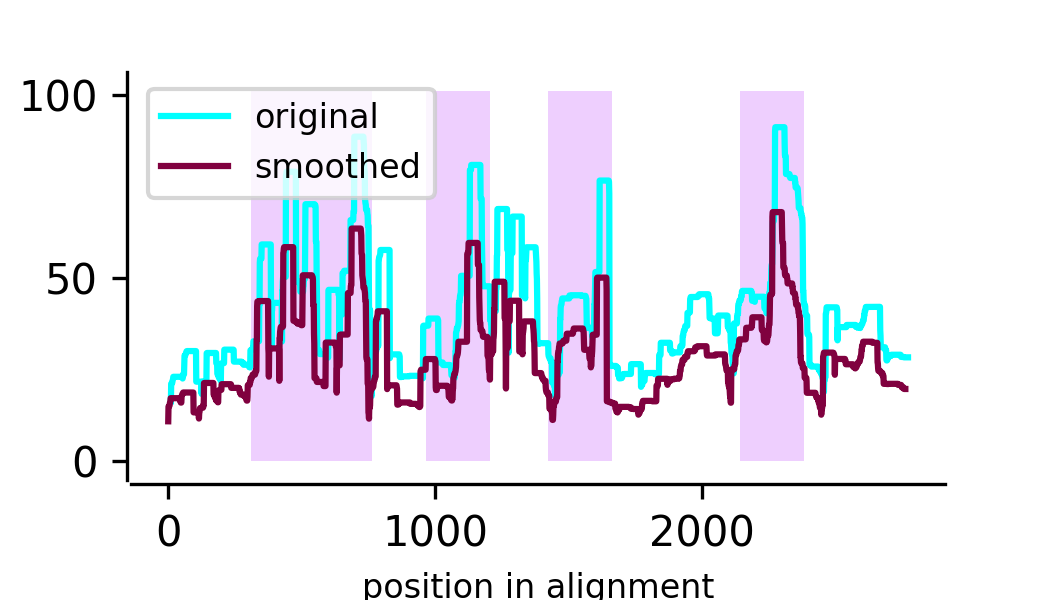 100
50
0
original
smoothed
0 1000 2000
position in alignment